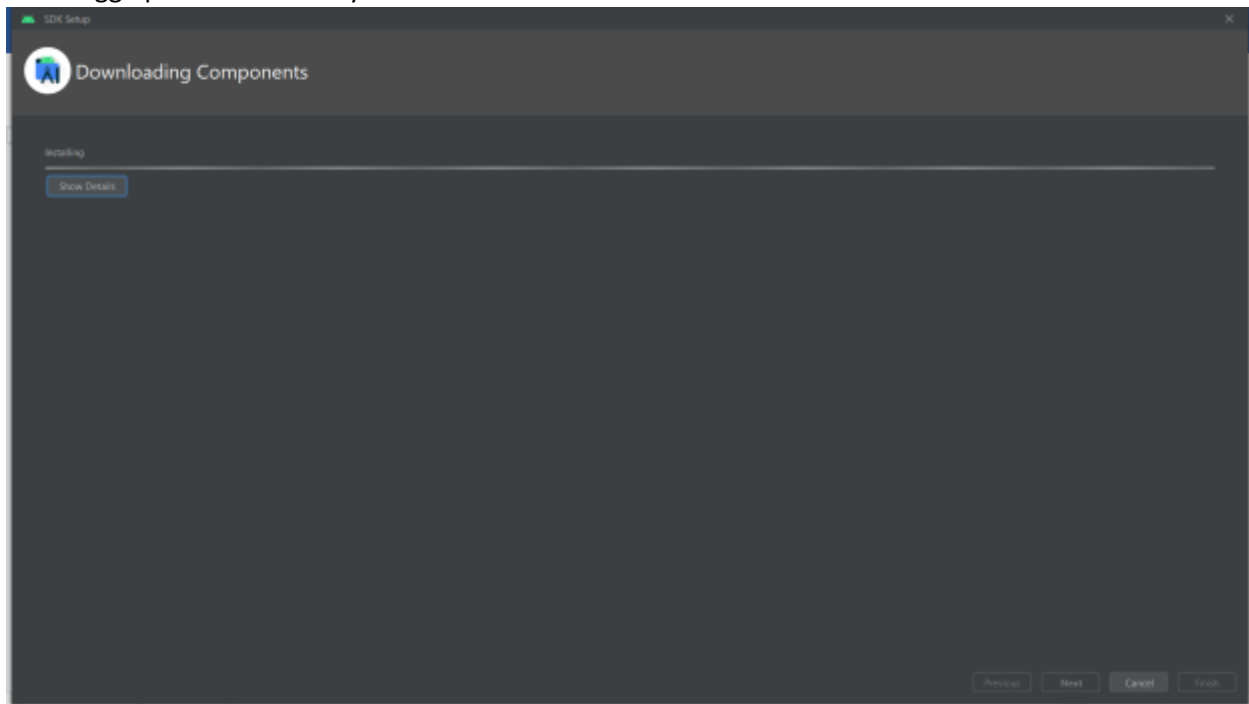 SDK Setup
Downloading Components
Installing
Show Details
Previous Next Cancel Finish